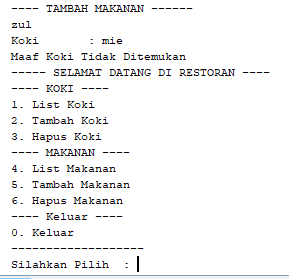 ---- TAMBAH MAKANAN ------
zul
Koki        : mie
Maaf Koki Tidak Ditemukan
----- SELAMAT DATANG DI RESTORAN ----
---- KOKI ----
1. List Koki
2. Tambah Koki
3. Hapus Koki
---- MAKANAN ----
4. List Makanan
5. Tambah Makanan
6. Hapus Makanan
---- Keluar ----
0. Keluar
-------------------
Silahkan Pilih  :